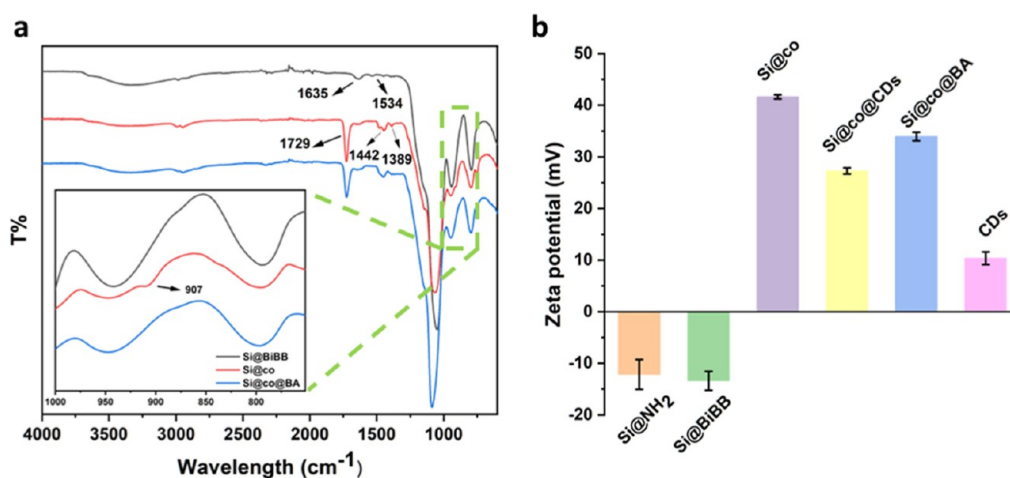 a
T%
1635
1534
1729
1442
1389
907
Si@BiBB
Si@co
Si@co@BA
1000 950 900 850 800
4000 3500 3000 2500 2000 1500 1000
Wavelength (cm-1)
b
Zeta potential (mV)
50
40
30
20
10
0
-10
-20
Si@NH2
Si@BiBB
Si@co
Si@co@CDs
Si@co@BA
CDs